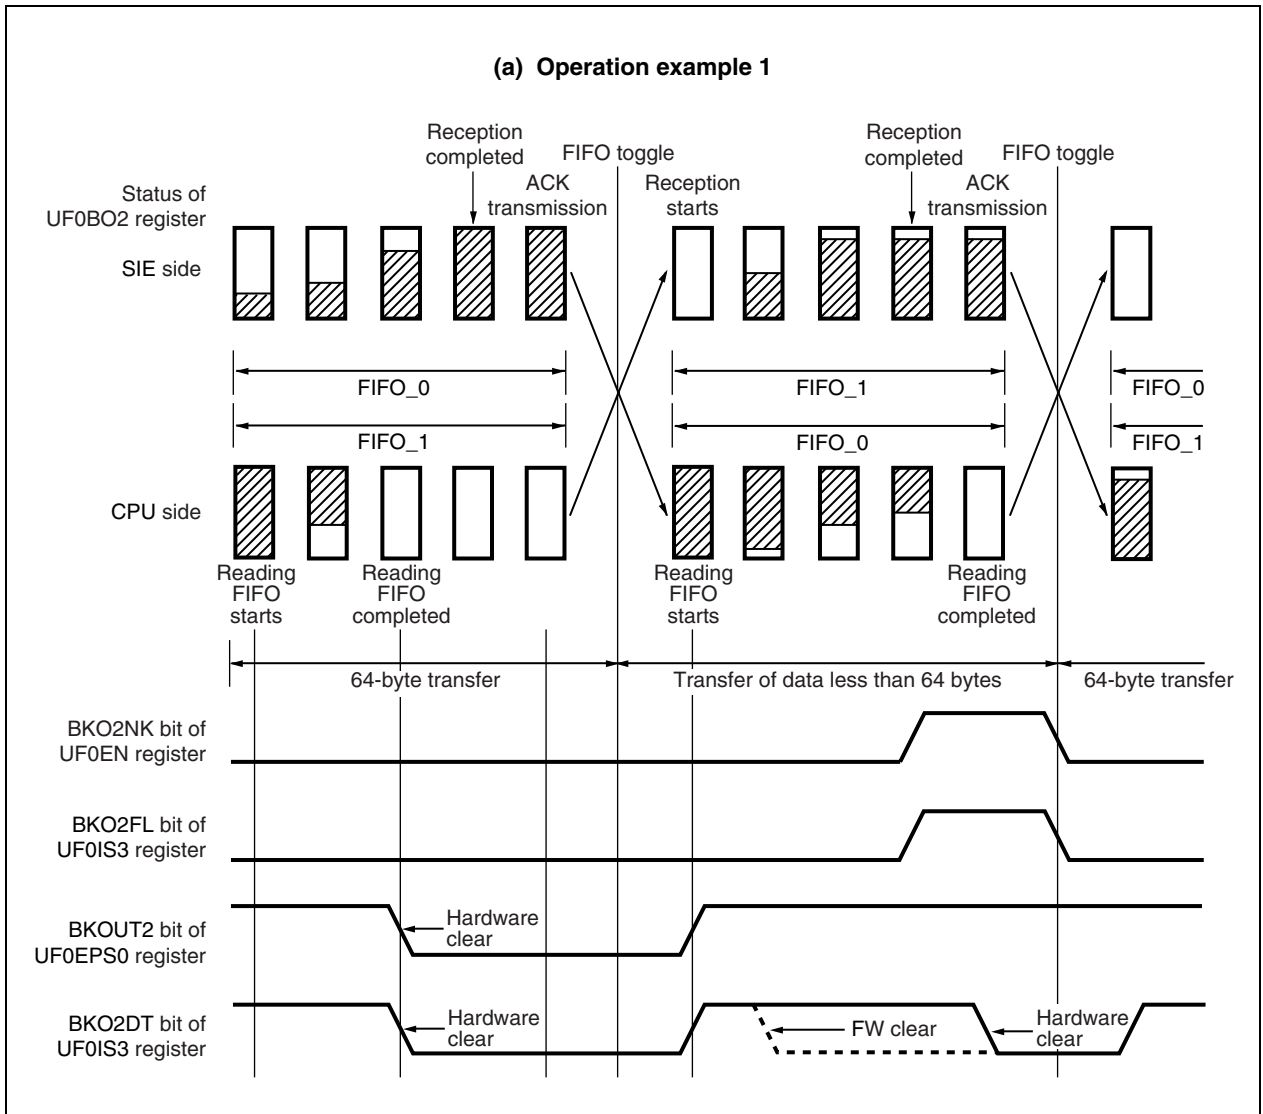 (a) Operation example 1
Reception
completed
FIFO toggle
Reception
completed
FIFO toggle
Status of
UF0BO2 register
ACK
transmission
Reception
starts
ACK
transmission
SIE side
FIFO_0
FIFO_1
FIFO_0
FIFO_1
FIFO_0
FIFO_1
CPU side
Reading
FIFO
starts
Reading
FIFO
completed
Reading
FIFO
starts
Reading
FIFO
completed
64-byte transfer
Transfer of data less than 64 bytes
64-byte transfer
BKO2NK bit of
UF0EN register
BKO2FL bit of
UF0IS3 register
BKOUT2 bit of
UF0EPS0 register
Hardware
clear
BKO2DT bit of
UF0IS3 register
Hardware
clear
FW clear
Hardware
clear